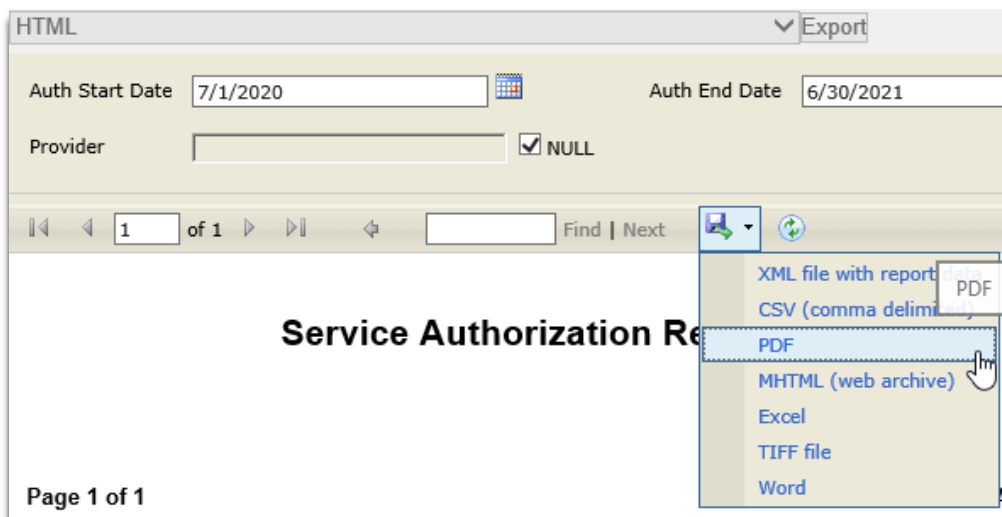 HTML Export
Auth Start Date 7/1/2020 Auth End Date 6/30/2021
Provider NULL
1 of 1 Find | Next
XML file with report
PDF
CSV (comma delimited)
Service Authorization Re
PDF
MHTML (web archive)
Excel
TIFF file
Word
Page 1 of 1